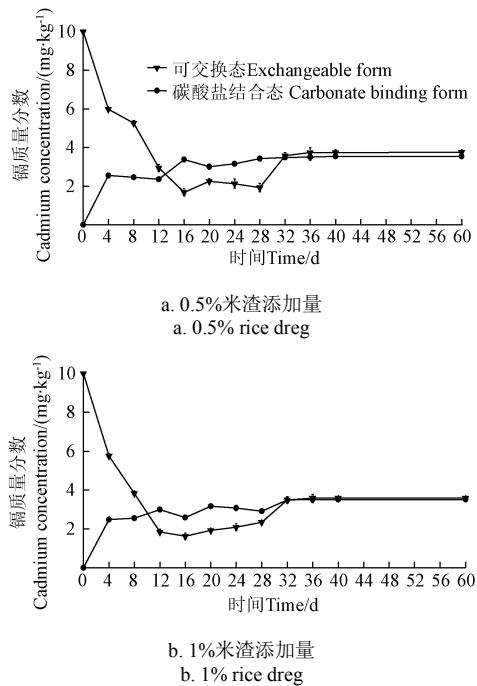 镉质量分数
Cadmium concentration/(mg·kg-1)
10
8
6
4
2
可交换态Exchangeable form
碳酸盐结合态 Carbonate binding form
0 4 8 12 16 20 24 28 32 36 40 44 48 52 56 60
时间Time/d
a. 0.5%米渣添加量
a. 0.5% rice dreg
镉质量分数
Cadmium concentration/(mg·kg-1)
10
8
6
4
2
0 4 8 12 16 20 24 28 32 36 40 44 48 52 56 60
时间Time/d
b. 1%米渣添加量
b. 1% rice dreg